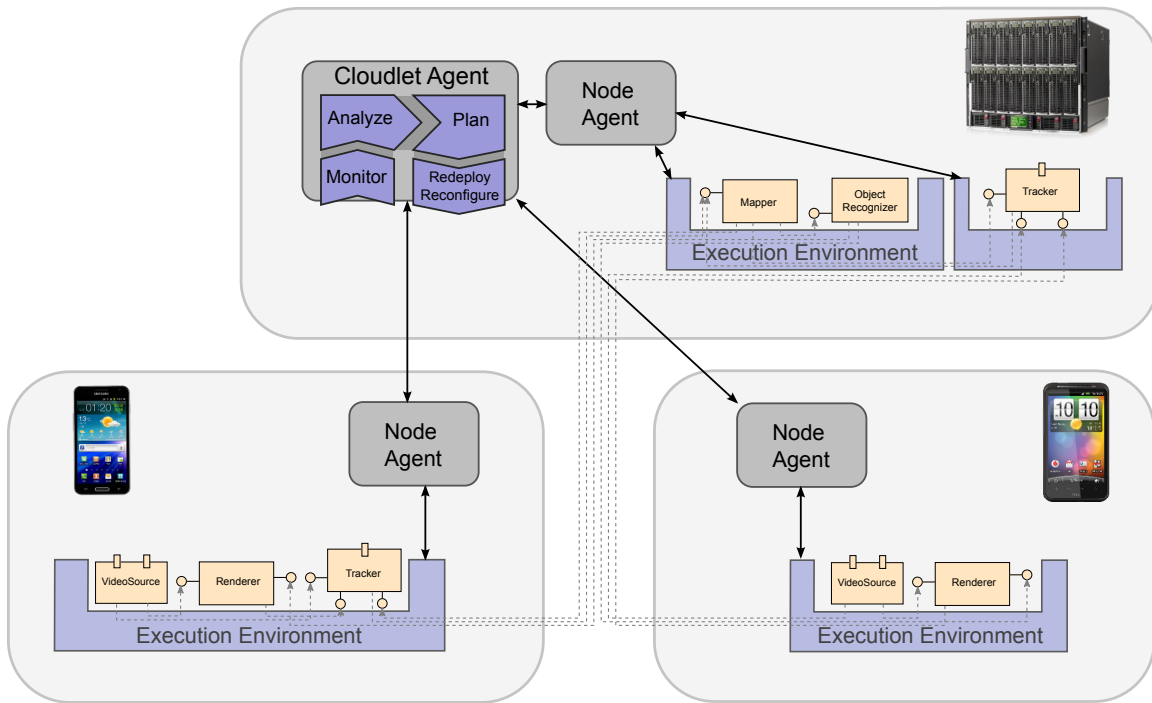 Cloudlet Agent
Analyze
Plan
Monitor
Redeploy
Reconfigure
Node
Agent
Mapper
Object
Recognizer
Tracker
Execution Environment
SAMSUNG
01:20
Node
Agent
VideoSource
Renderer
Tracker
Execution Environment
Node
Agent
10 10
VideoSource
Renderer
Execution Environment